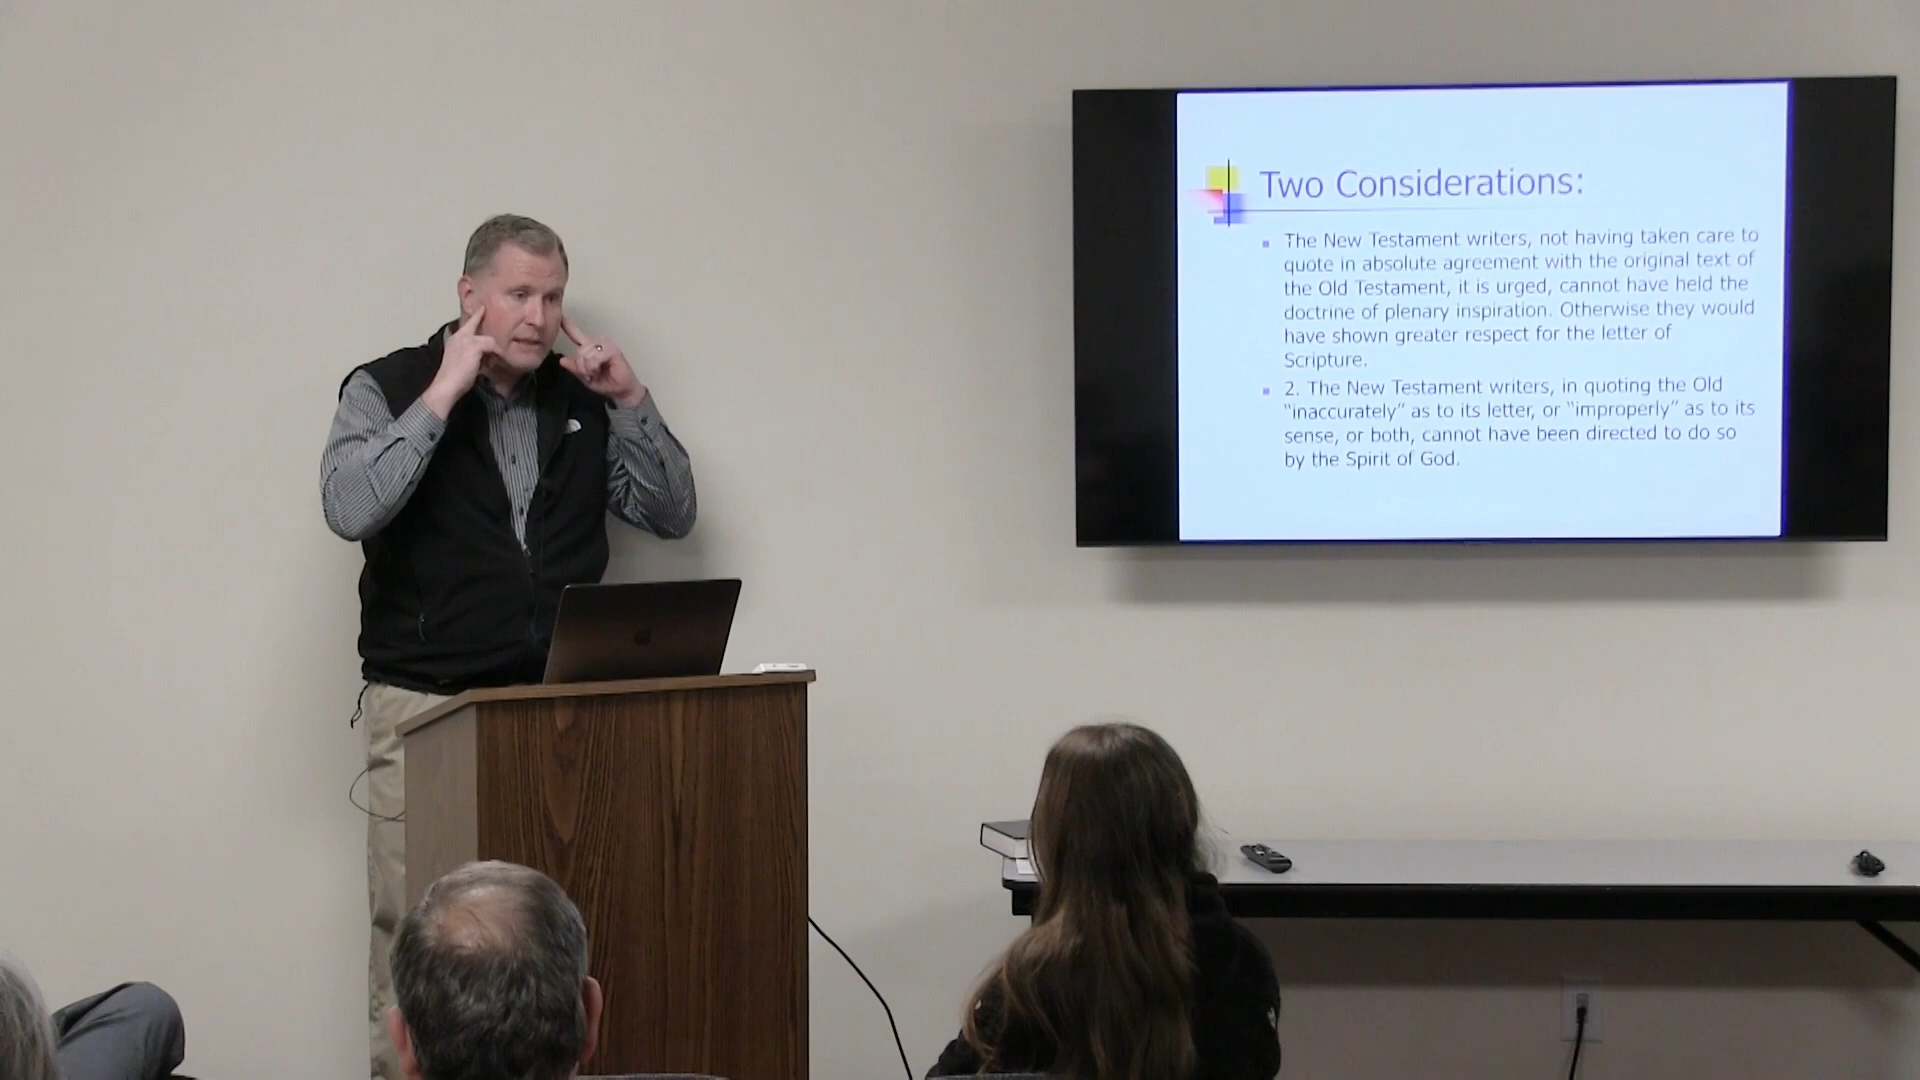 Two Considerations:
The New Testament writers, not having taken care to
quote in absolute agreement with the original text of
the Old Testament, it is urged, cannot have held the
doctrine of plenary inspiration. Otherwise they would
have shown greater respect for the letter of
Scripture.
2. The New Testament writers, in quoting the Old
"inaccurately" as to its letter, or "improperly" as to its
sense, or both, cannot have been directed to do so
by the Spirit of God.